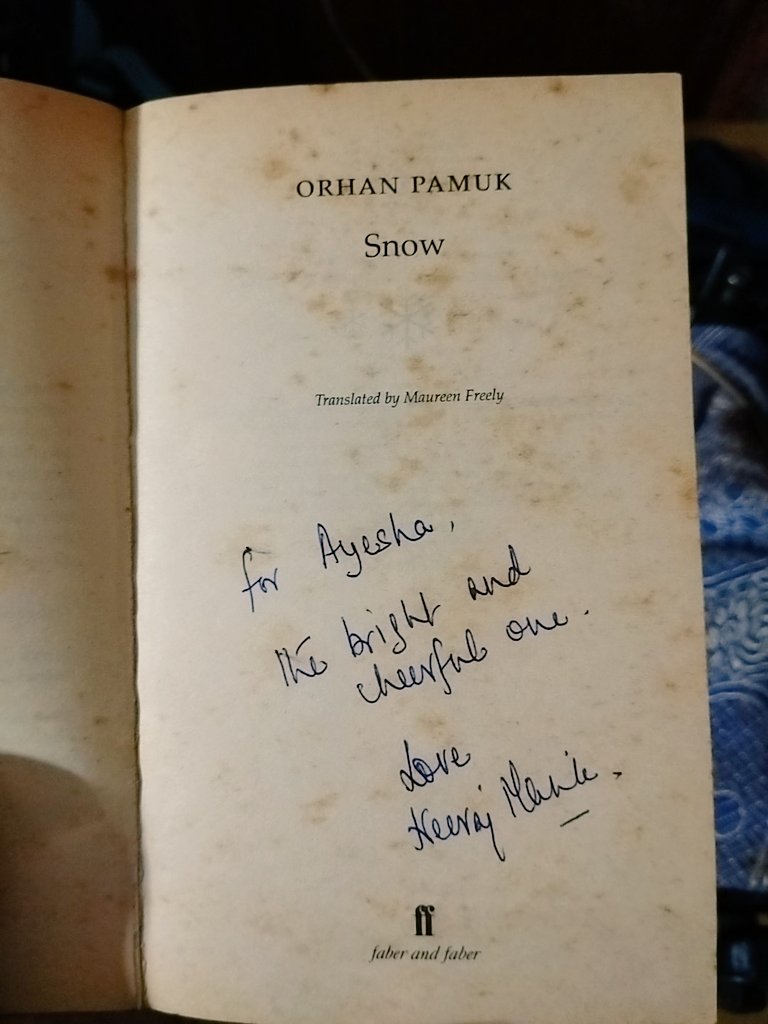 ORHAN PAMUK
Snow
Translated by Maureen Freely
for Ayesha,
the bright and
cheerful one.
Love
Neeraj
ff
faber and faber